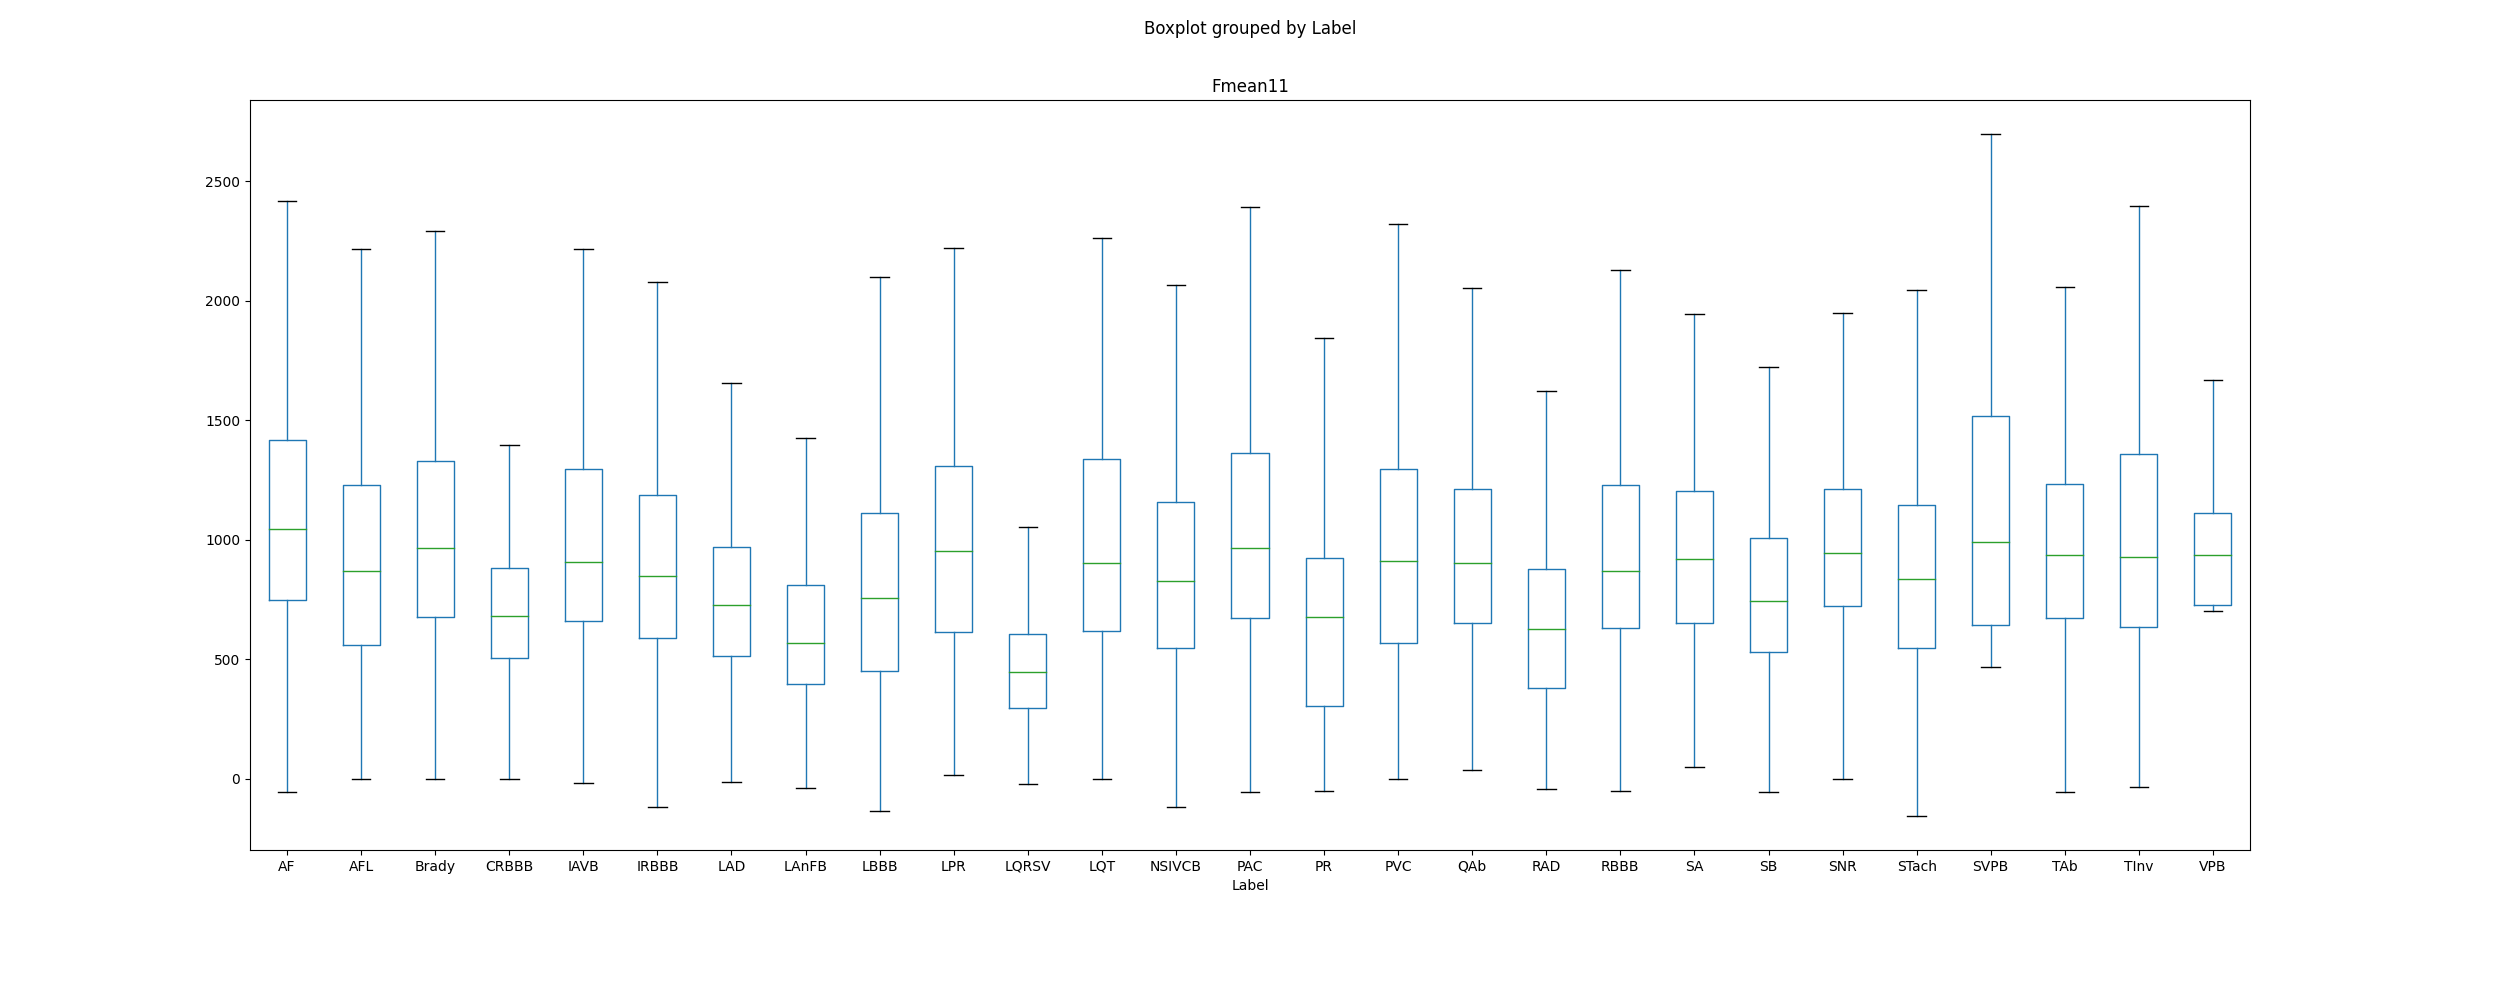 Boxplot grouped by Label
Fmean11
2500
2000
1500
1000
500
0
AF AFL Brady CRBBB IAVB IRBBB LAD LAnFB LBBB LPR LQRSV LQT NSIVCB PAC PR PVC QAb RAD RBBB SA SB SNR STach SVPB TAb TInv VPB
Label